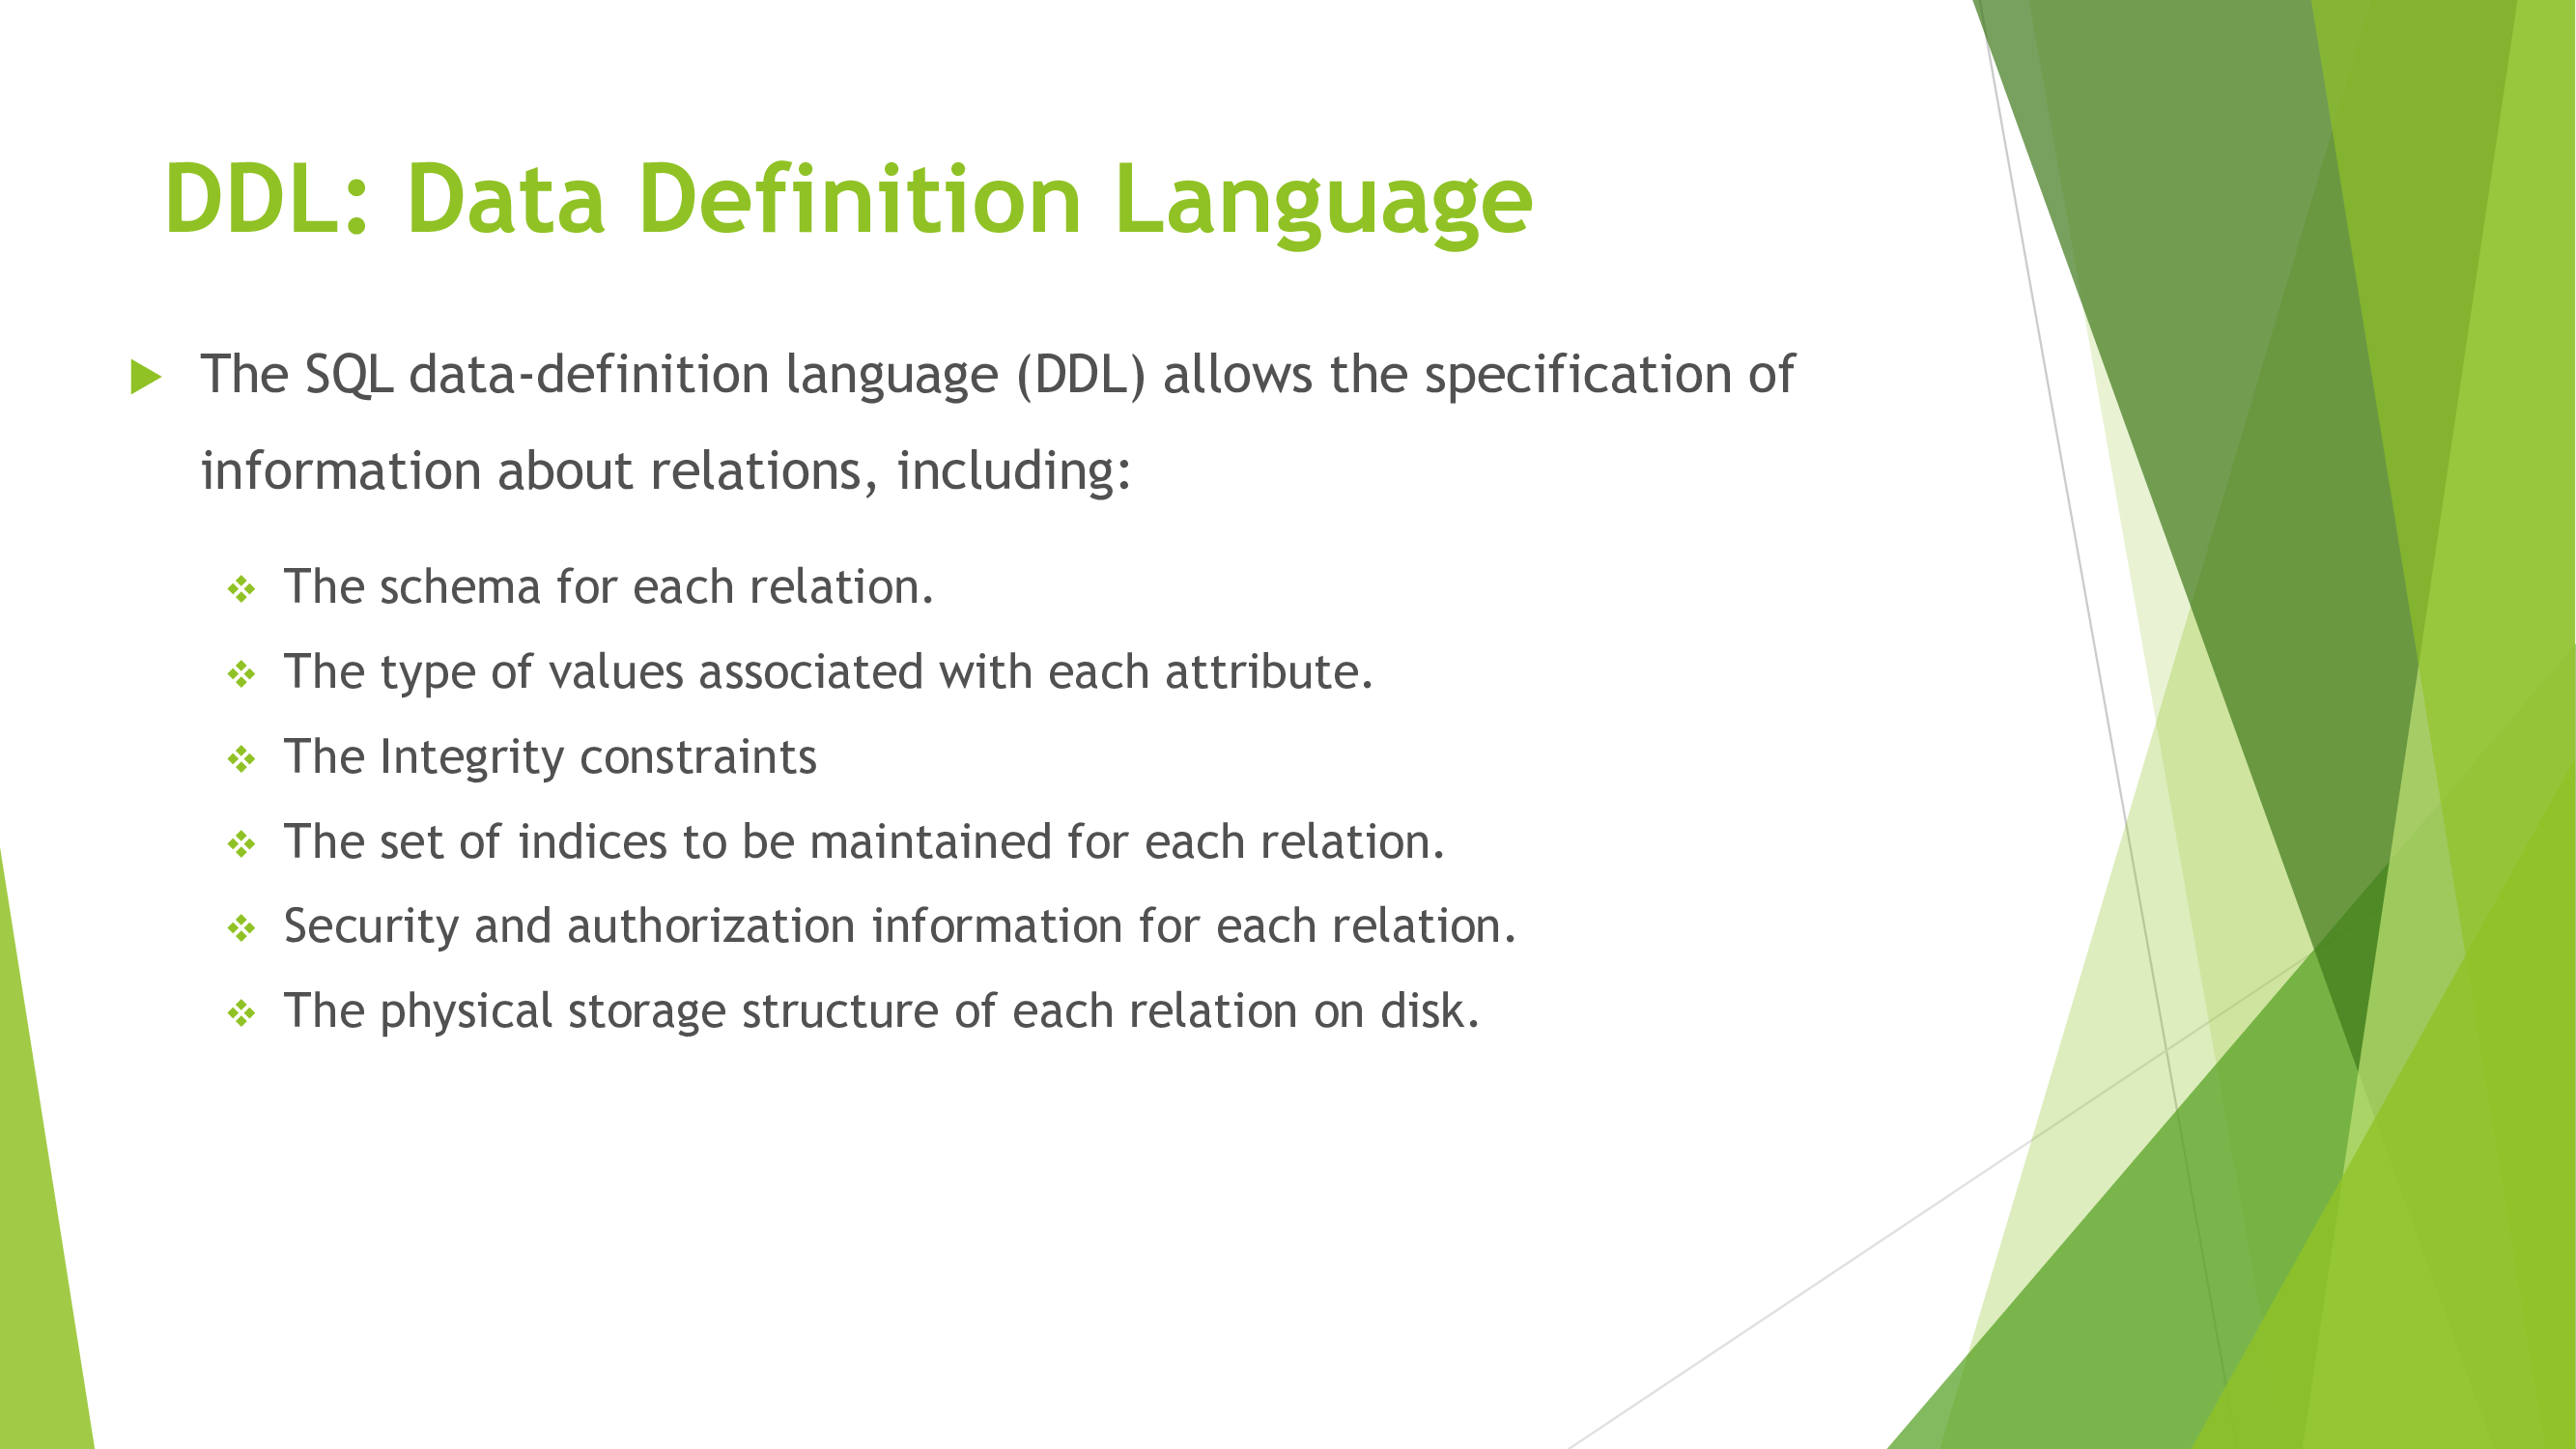 DDL: Data Definition Language
The SQL data-definition language (DDL) allows the specification of
information about relations, including:
The schema for each relation.
The type of values associated with each attribute.
The Integrity constraints
The set of indices to be maintained for each relation.
Security and authorization information for each relation.
The physical storage structure of each relation on disk.